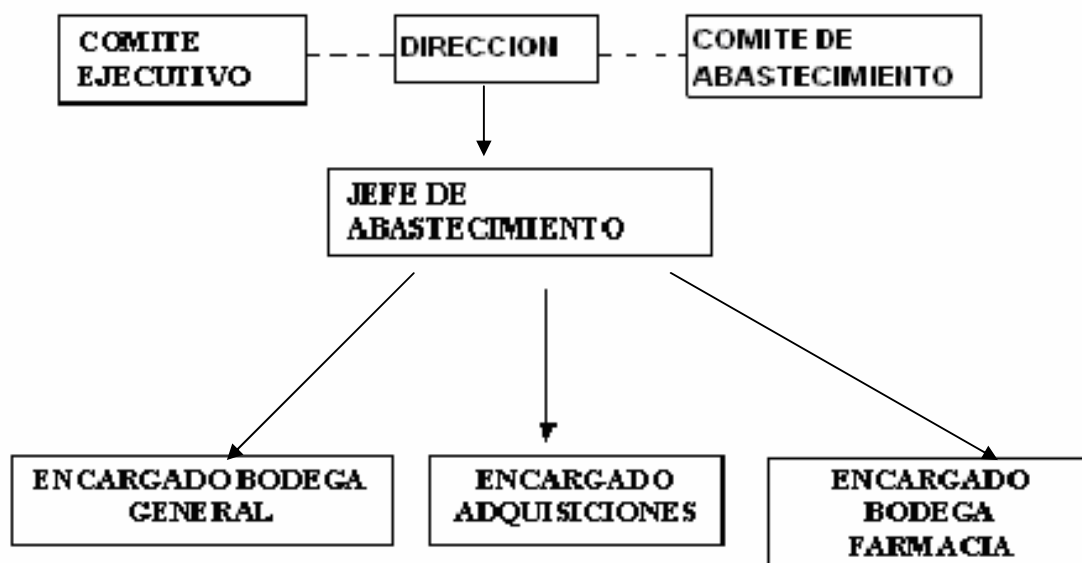 COMITE
EJECUTIVO
DIRECCION
COMITE DE
ABASTECIMIENTO
JEFE DE
ABASTECIMIENTO
ENCARGADO BODEGA
GENERAL
ENCARGADO
ADQUISICIONES
ENCARGADO
BODEGA
FARMACIA